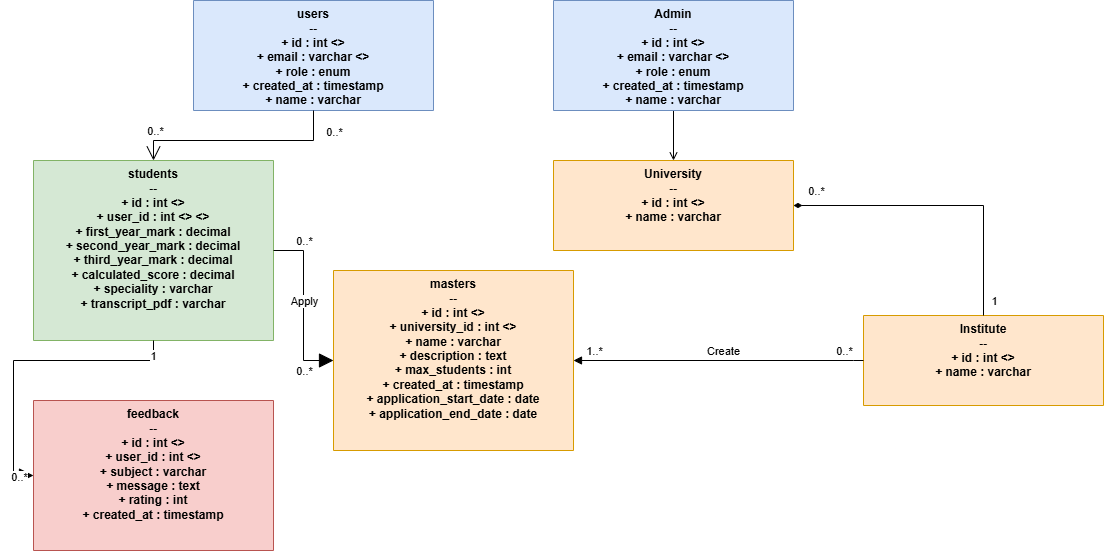 users
--
+ id : int <>
+ email : varchar <>
+ role : enum
+ created_at : timestamp
+ name : varchar
Admin
--
+ id : int <>
+ email : varchar <>
+ role : enum
+ created_at : timestamp
+ name : varchar
0..*
0..*
students
--
+ id : int <>
+ user_id : int <> <>
+ first_year_mark : decimal
+ second_year_mark : decimal
+ third_year_mark : decimal
+ calculated_score : decimal
+ speciality : varchar
+ transcript_pdf : varchar
University
--
+ id : int <>
+ name : varchar
0..*
0..*
Apply
0..*
masters
--
+ id : int <>
+ university_id : int <>
+ name : varchar
+ description : text
+ max_students : int
+ created_at : timestamp
+ application_start_date : date
+ application_end_date : date
1..*
Create
0..*
1
Institute
--
+ id : int <>
+ name : varchar
1
0..*
feedback
--
+ id : int <>
+ user_id : int <>
+ subject : varchar
+ message : text
+ rating : int
+ created_at : timestamp